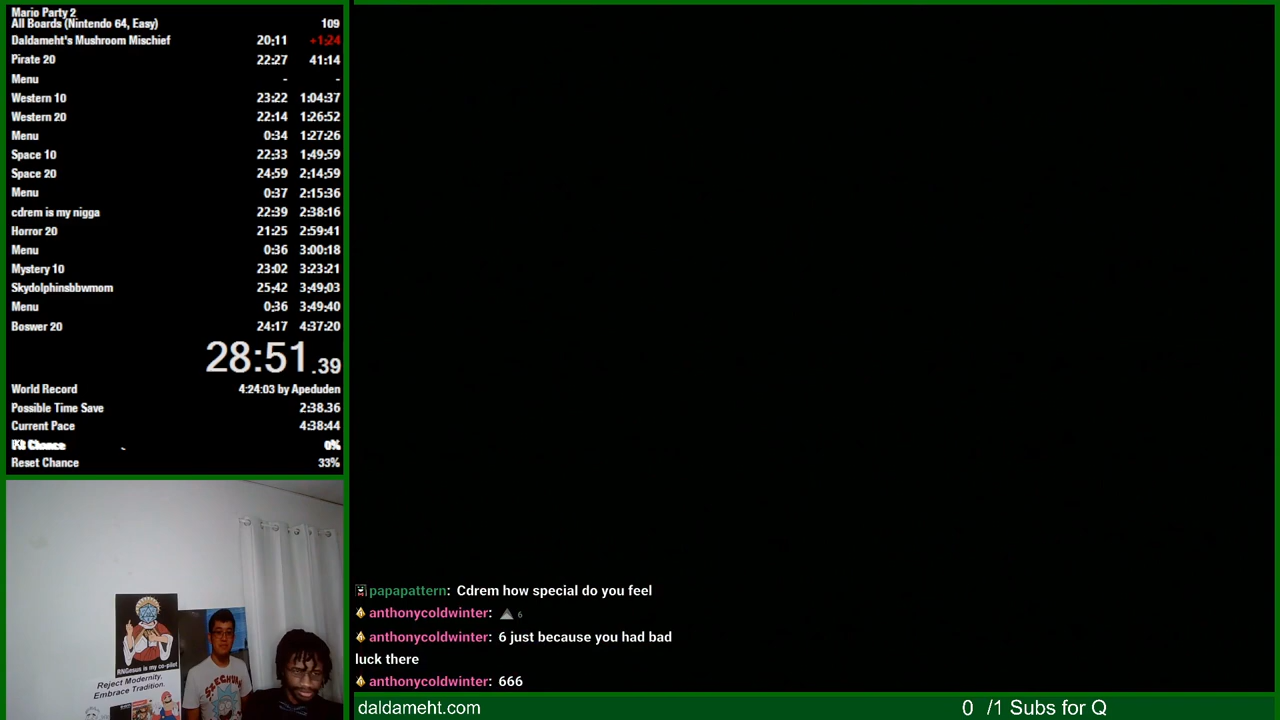 Mario Party 2
All Boards (Nintendo 64, Easy) 109
Daldameht's Mushroom Mischief 20:11 +1:24
Pirate 20 22:27 41:14
Menu - -
Western 10 23:22 1:04:37
Western 20 22:14 1:26:52
Menu 0:34 1:27:26
Space 10 22:33 1:49:59
Space 20 24:59 2:14:59
Menu 0:37 2:15:36
cdrem is my nigga 22:39 2:38:16
Horror 20 21:25 2:59:41
Menu 0:36 3:00:18
Mystery 10 23:02 3:23:21
Skydolphinsbbwmom 25:42 3:49:03
Menu 0:36 3:49:40
Boswer 20 24:17 4:37:20
28:51.39
World Record 4:24:03 by Apeduden
Possible Time Save 2:38.36
Current Pace 4:38:44
Chance 0%
Reset Chance 33%
RNGesus is my co-pilot
Reject Modernity.
Embrace Tradition.
papapattern: Cdrem how special do you feel
anthonycoldwinter: 6
anthonycoldwinter: 6 just because you had bad
luck there
anthonycoldwinter: 666
daldameht.com 0 /1 Subs for Q